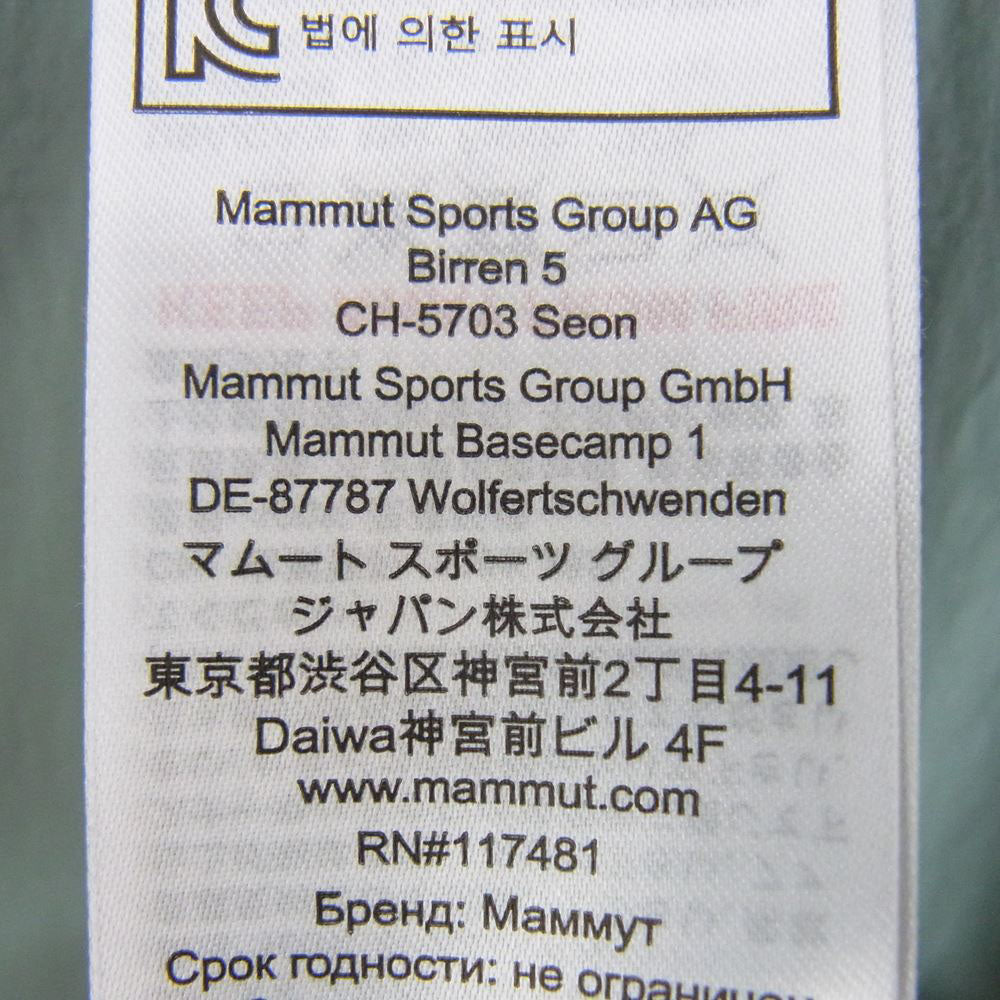 법에 의한 표시
Mammut Sports Group AG
Birren 5
CH-5703 Seon
Mammut Sports Group GmbH
Mammut Basecamp 1
DE-87787 Wolfertschwenden
マムート スポーツ グループ
ジャパン株式会社
東京都渋谷区神宮前2丁目4-11
Daiwa神宮前ビル 4F
www.mammut.com
RN#117481
Бренд: Маммут
Срок годности: не